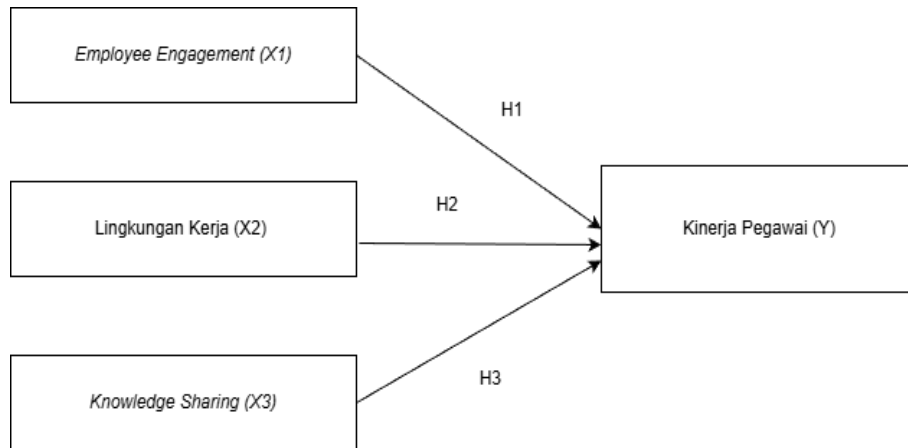 Employee Engagement (X1)
H1
Lingkungan Kerja (X2)
H2
Kinerja Pegawai (Y)
Knowledge Sharing (X3)
H3